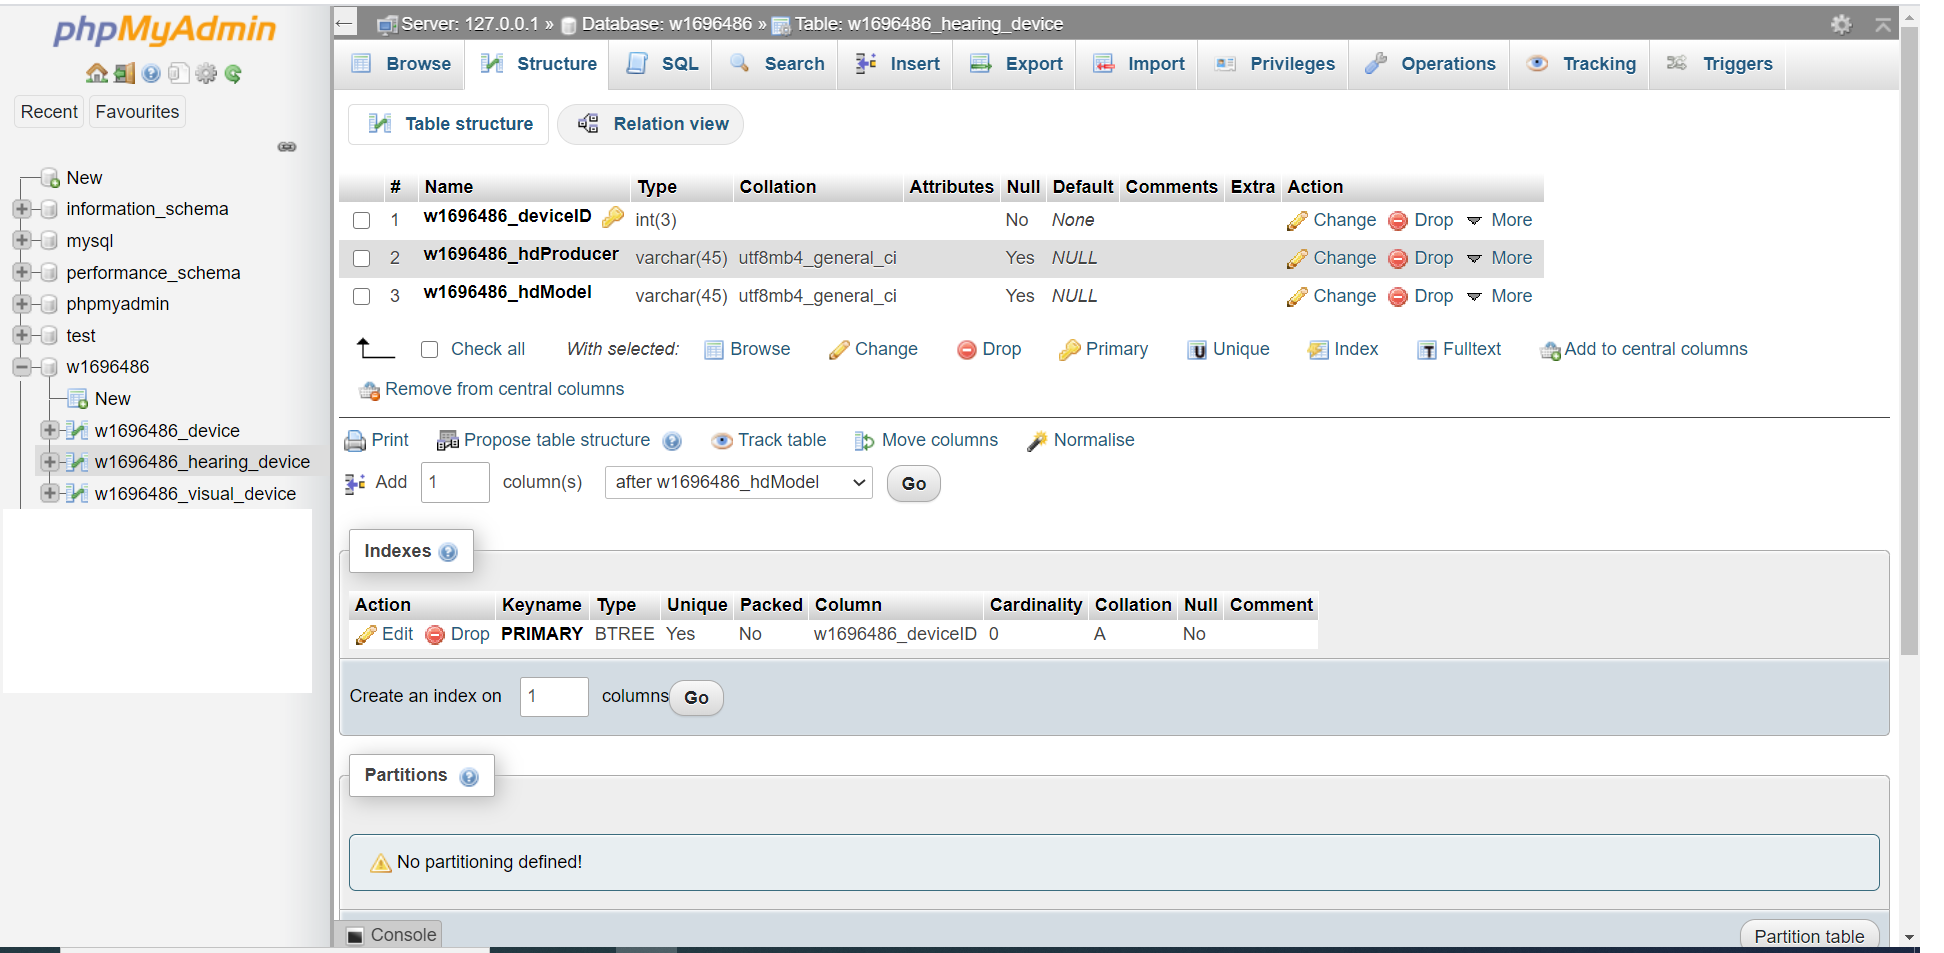 phpMyAdmin
Recent Favourites
New
information_schema
mysql
performance_schema
phpmyadmin
test
w1696486
New
w1696486_device
w1696486_hearing_device
w1696486_visual_device
Server: 127.0.0.1 » Database: w1696486 » Table: w1696486_hearing_device
Browse Structure SQL Search Insert Export Import Privileges Operations Tracking Triggers
Table structure Relation view
# Name Type Collation Attributes Null Default Comments Extra Action
1 w1696486_deviceID int(3) No None Change Drop More
2 w1696486_hdProducer varchar(45) utf8mb4_general_ci Yes NULL Change Drop More
3 w1696486_hdModel varchar(45) utf8mb4_general_ci Yes NULL Change Drop More
Check all With selected: Browse Change Drop Primary Unique Index Fulltext Add to central columns
Remove from central columns
Print Propose table structure Track table Move columns Normalise
Add 1 column(s) after w1696486_hdModel Go
Indexes
Action Keyname Type Unique Packed Column Cardinality Collation Null Comment
Edit Drop PRIMARY BTREE Yes No w1696486_deviceID 0 A No
Create an index on 1 columns Go
Partitions
No partitioning defined!
Console
Partition table